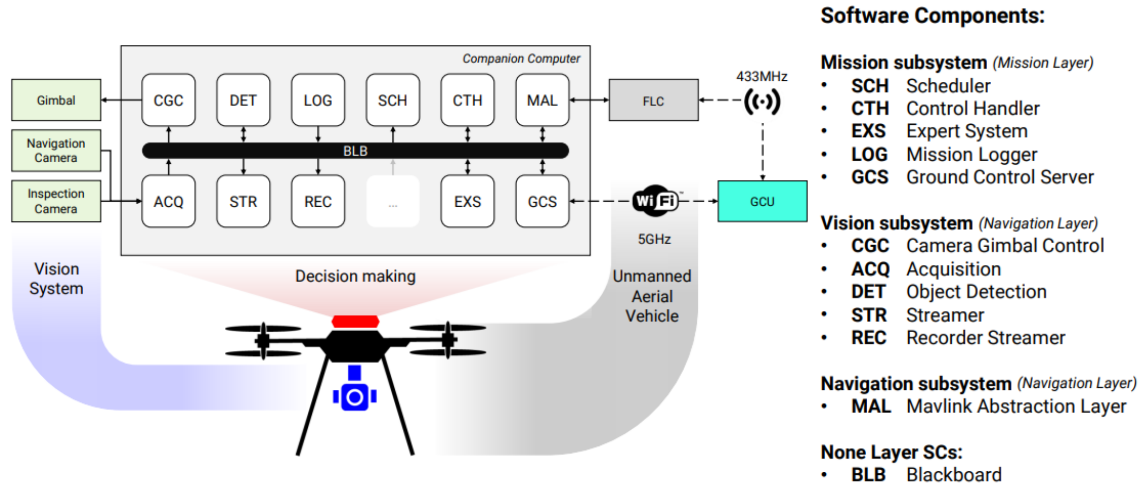 Companion Computer
Gimbal
Navigation
Camera
Inspection
Camera
CGC
DET
LOG
SCH
CTH
MAL
BLB
ACQ
STR
REC
...
EXS
GCS
FLC
433MHz
WiFi™
5GHz
GCU
Vision
System
Decision making
Unmanned
Aerial
Vehicle
Software Components:
Mission subsystem (Mission Layer)
• SCH Scheduler
• CTH Control Handler
• EXS Expert System
• LOG Mission Logger
• GCS Ground Control Server
Vision subsystem (Navigation Layer)
• CGC Camera Gimbal Control
• ACQ Acquisition
• DET Object Detection
• STR Streamer
• REC Recorder Streamer
Navigation subsystem (Navigation Layer)
• MAL Mavlink Abstraction Layer
None Layer SCs:
• BLB Blackboard